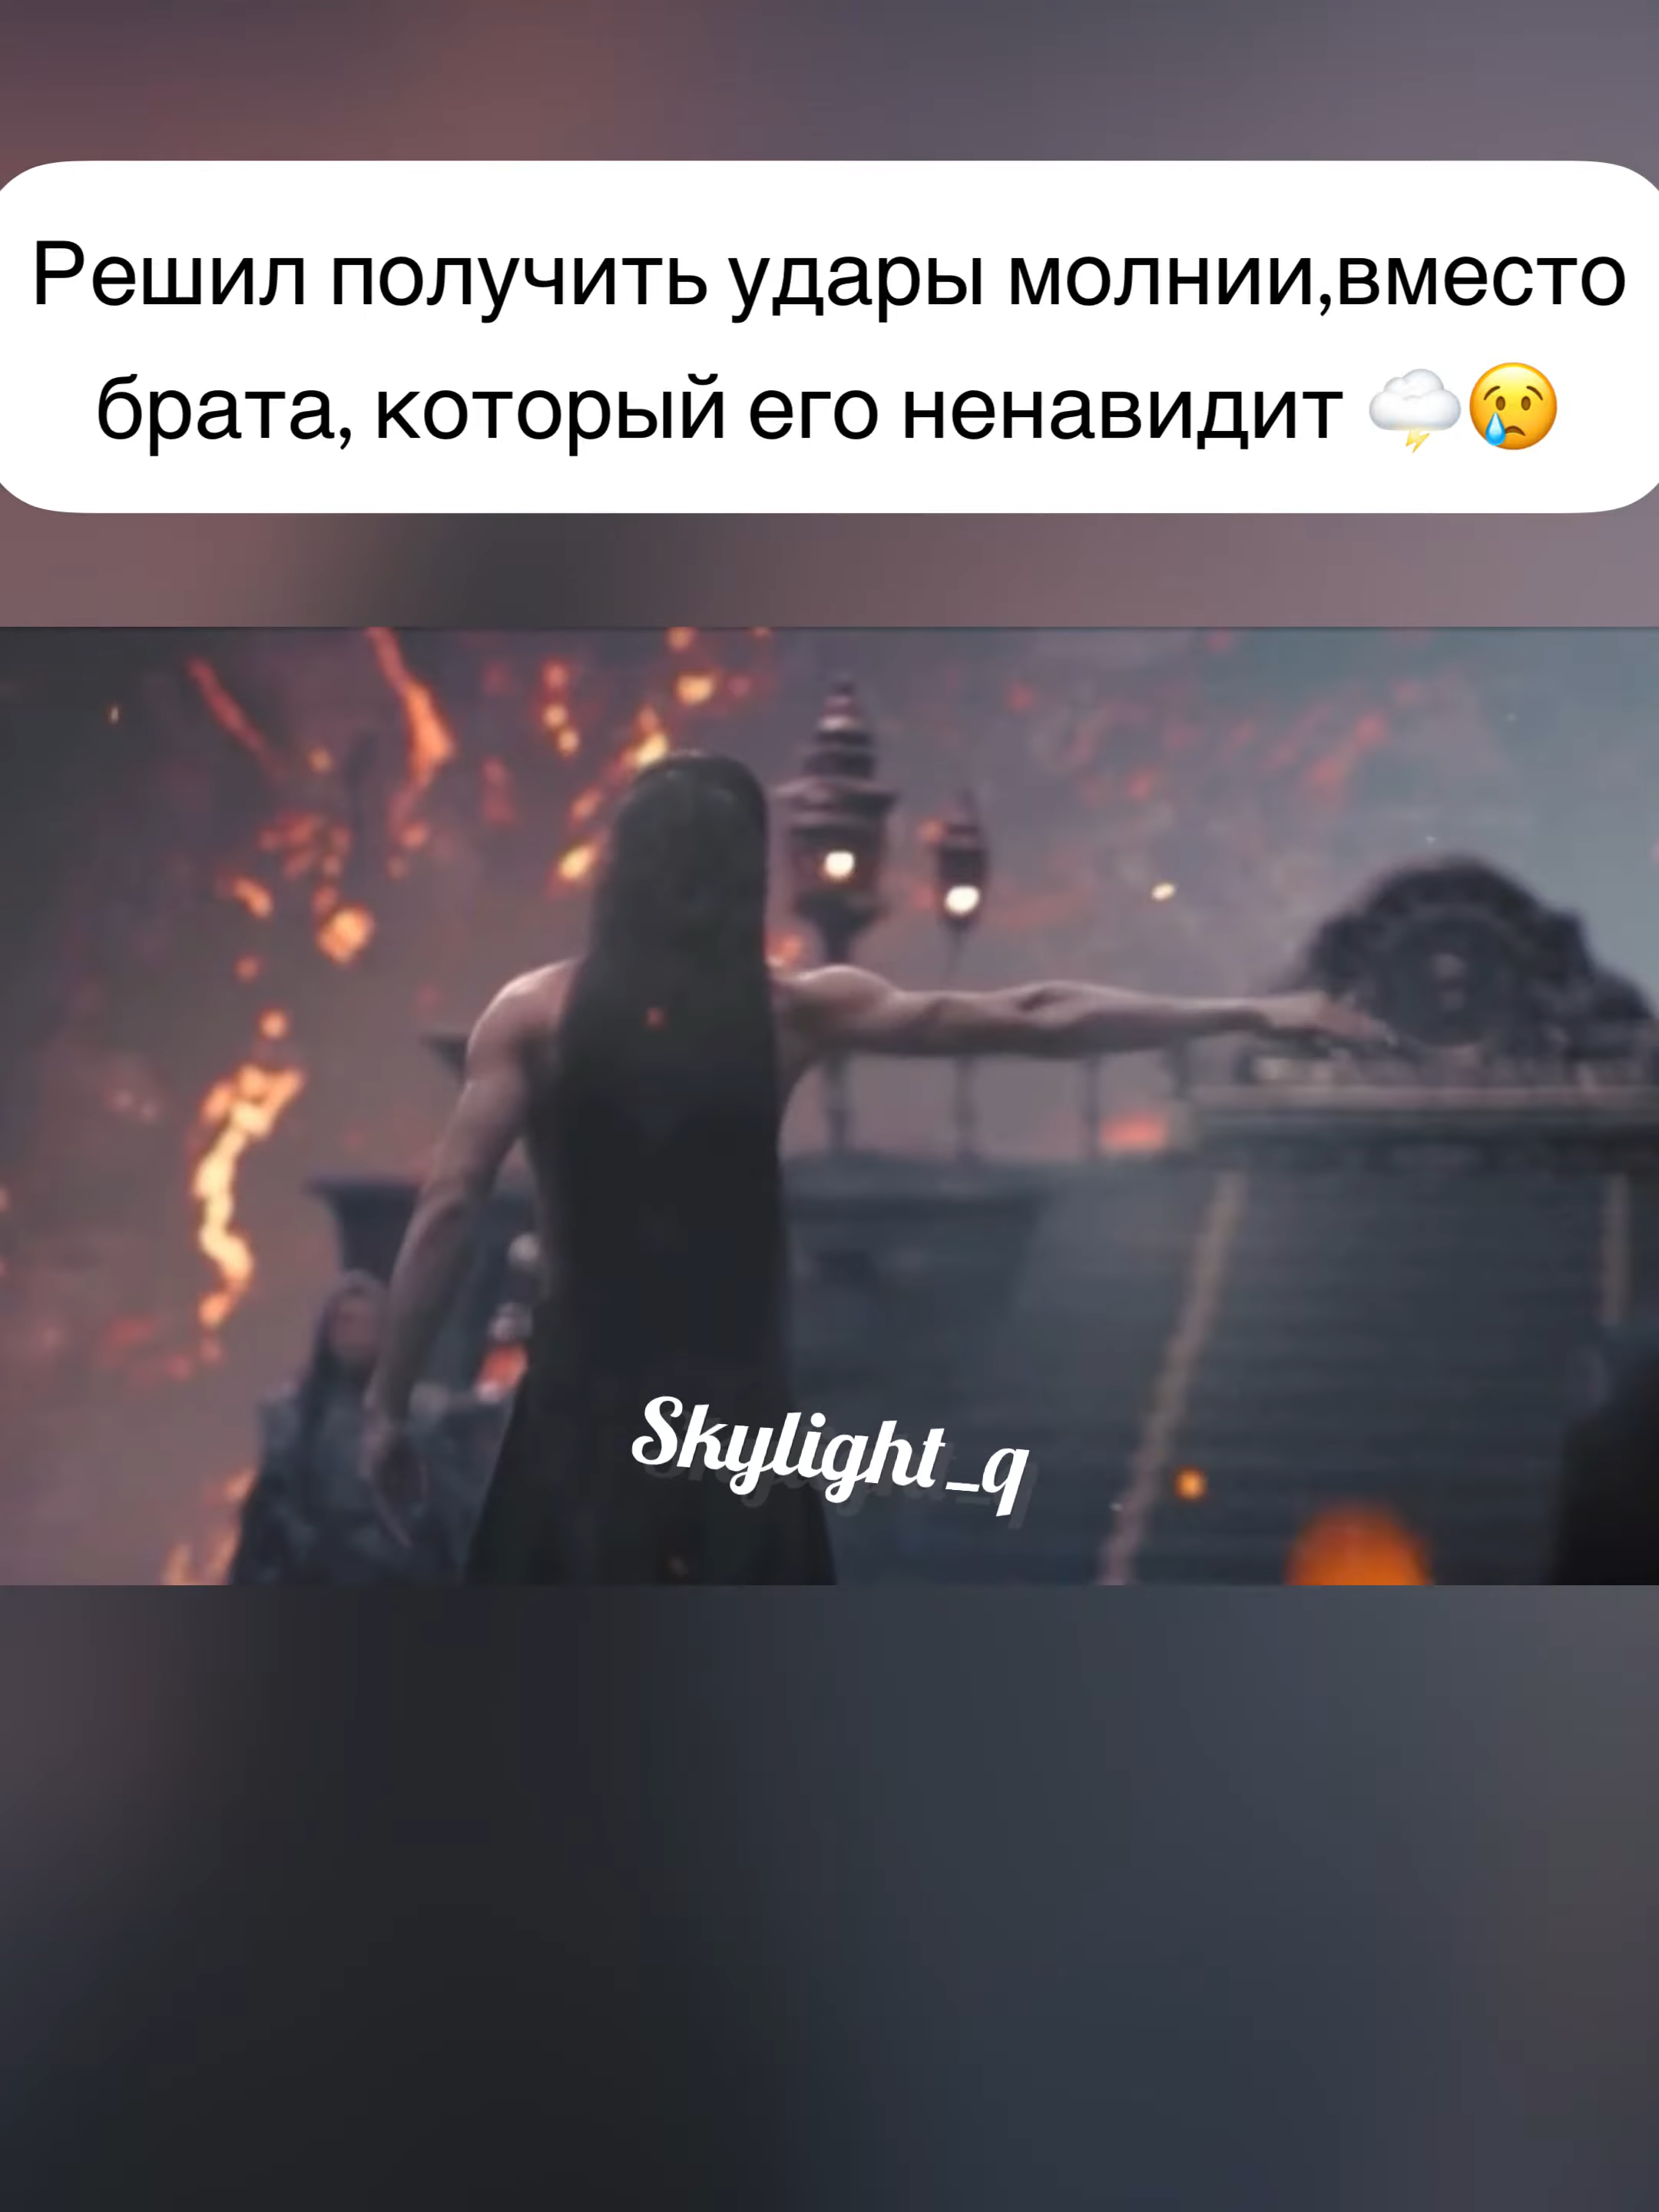 Решил получить удары молнии,вместо
брата, который его ненавидит 🌩️😢
Skylight_q